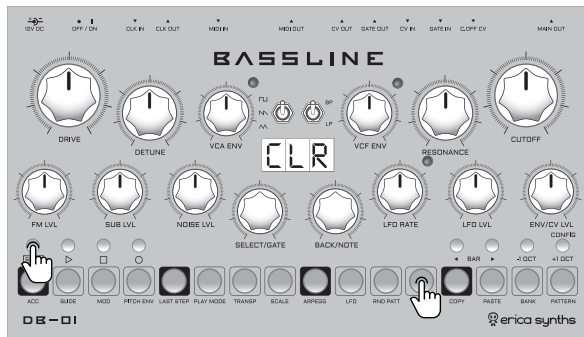 12V DC OFF / ON CLK IN CLK OUT MIDI IN MIDI OUT CV OUT GATE OUT CV IN GATE IN C.OFF CV MAIN OUT
BASSLINE
BP
LP
DRIVE DETUNE VCA ENV VCF ENV RESONANCE CUTOFF
CLR
FM LVL SUB LVL NOISE LVL SELECT/GATE BACK/NOTE LFO RATE LFO LVL ENV/CV LVL
CONFIG
BAR -1 OCT +1 OCT
ACC SLIDE MOD PITCH ENV LAST STEP PLAY MODE TRANSP SCALE ARPEGG LFO RND PATT COPY PASTE BANK PATTERN
DB-01 erica synths